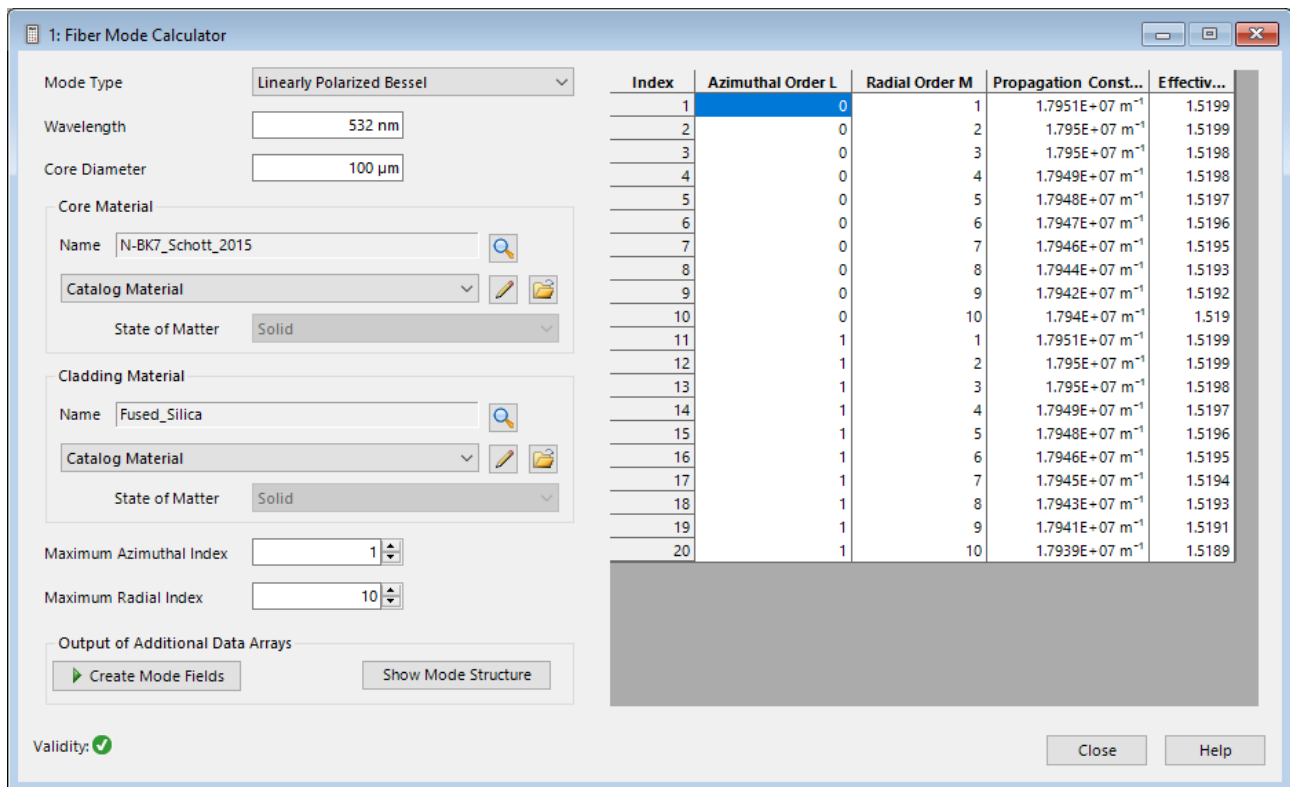 1: Fiber Mode Calculator
Mode Type Linearly Polarized Bessel
Wavelength 532 nm
Core Diameter 100 µm
Core Material
Name N-BK7_Schott_2015
Catalog Material
State of Matter Solid
Cladding Material
Name Fused_Silica
Catalog Material
State of Matter Solid
Maximum Azimuthal Index 1
Maximum Radial Index 10
Output of Additional Data Arrays
Create Mode Fields Show Mode Structure
Validity:
Index Azimuthal Order L Radial Order M Propagation Const... Effectiv...
1 0 1 1.7951E+07 m⁻¹ 1.5199
2 0 2 1.795E+07 m⁻¹ 1.5199
3 0 3 1.795E+07 m⁻¹ 1.5198
4 0 4 1.7949E+07 m⁻¹ 1.5198
5 0 5 1.7948E+07 m⁻¹ 1.5197
6 0 6 1.7947E+07 m⁻¹ 1.5196
7 0 7 1.7946E+07 m⁻¹ 1.5195
8 0 8 1.7944E+07 m⁻¹ 1.5193
9 0 9 1.7942E+07 m⁻¹ 1.5192
10 0 10 1.794E+07 m⁻¹ 1.519
11 1 1 1.7951E+07 m⁻¹ 1.5199
12 1 2 1.795E+07 m⁻¹ 1.5199
13 1 3 1.795E+07 m⁻¹ 1.5198
14 1 4 1.7949E+07 m⁻¹ 1.5197
15 1 5 1.7948E+07 m⁻¹ 1.5196
16 1 6 1.7946E+07 m⁻¹ 1.5195
17 1 7 1.7945E+07 m⁻¹ 1.5194
18 1 8 1.7943E+07 m⁻¹ 1.5193
19 1 9 1.7941E+07 m⁻¹ 1.5191
20 1 10 1.7939E+07 m⁻¹ 1.5189
Close Help